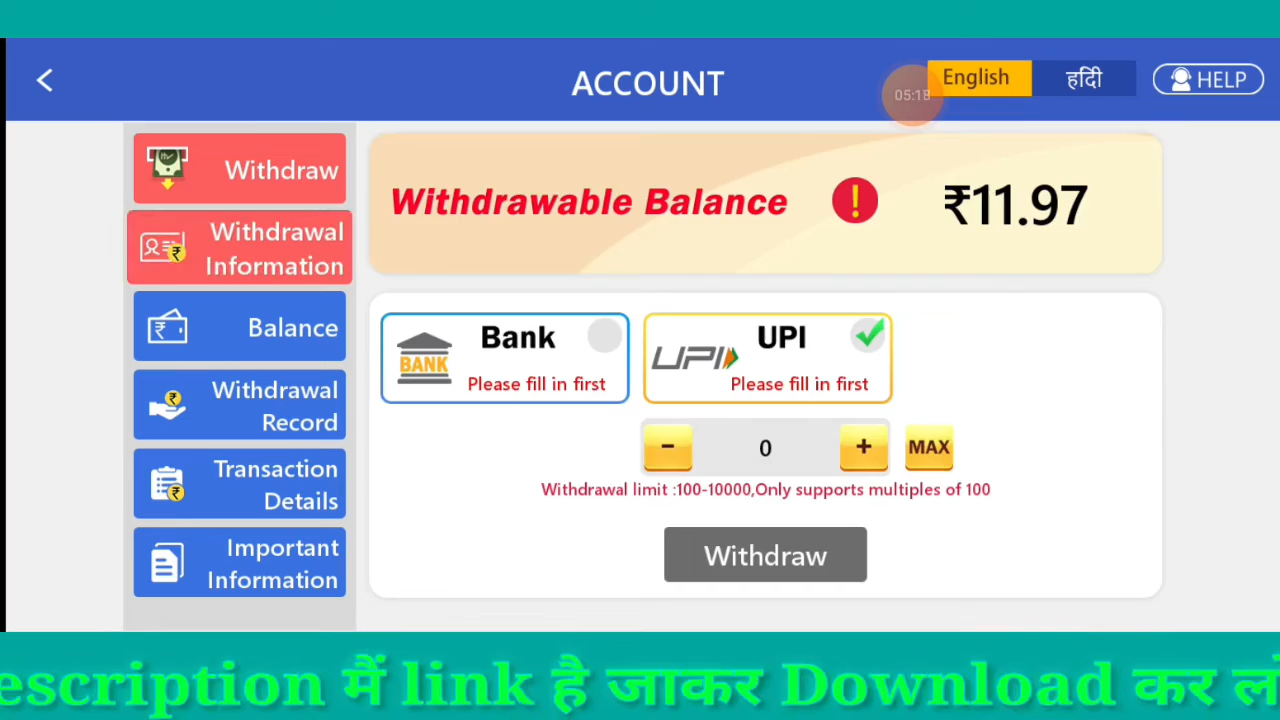 ACCOUNT
05:18
English
हिंदी
HELP
Withdraw
Withdrawal
Information
Balance
Withdrawal
Record
Transaction
Details
Important
Information
Withdrawable Balance
!
₹11.97
Bank
Please fill in first
BANK
UPI
UPI
Please fill in first
-
0
+
MAX
Withdrawal limit :100-10000,Only supports multiples of 100
Withdraw
escription मैं link है जाकर Download कर लो